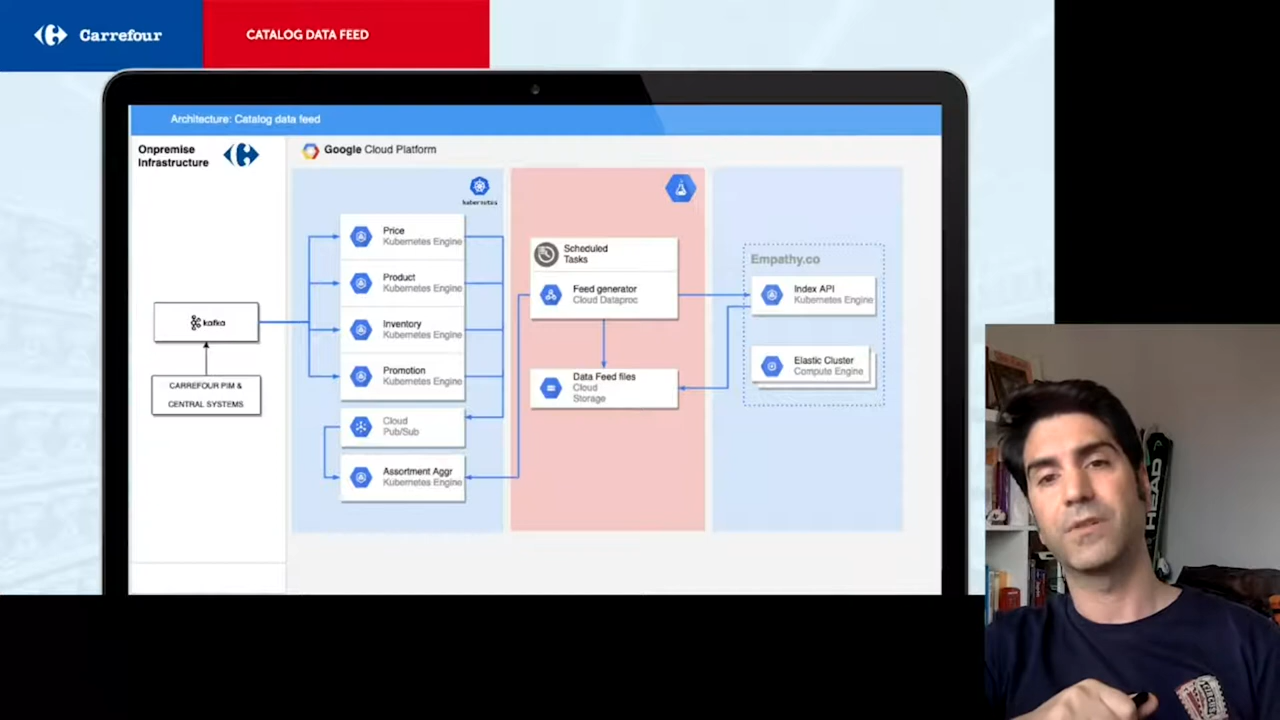 Carrefour
CATALOG DATA FEED
Architecture: Catalog data feed
Onpremise
Infrastructure
Google Cloud Platform
kubernetes
Price
Kubernetes Engine
Product
Kubernetes Engine
Inventory
Kubernetes Engine
Promotion
Kubernetes Engine
Cloud
Pub/Sub
Assortment Aggr
Kubernetes Engine
kafka
CARREFOUR PIM &
CENTRAL SYSTEMS
Scheduled
Tasks
Feed generator
Cloud Dataproc
Data Feed files
Cloud
Storage
Empathy.co
Index API
Kubernetes Engine
Elastic Cluster
Compute Engine
HEAD